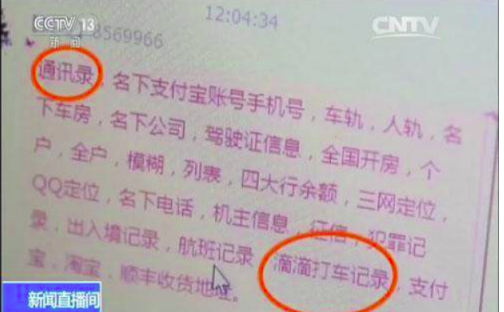 CCTV 13
新闻
12:04:34
CNTV
8569966
通讯录，名下支付宝账号手机号，车轨，人轨，名
下车房，名下公司，驾驶证信息，全国开房，个
户，全户，模糊，列表，四大行余额，三网定位，
QQ定位，名下电话，机主信息，征信，犯罪记
录，出入境记录，航班记录，滴滴打车记录，支付
宝，淘宝，顺丰收货地址。
新闻直播间